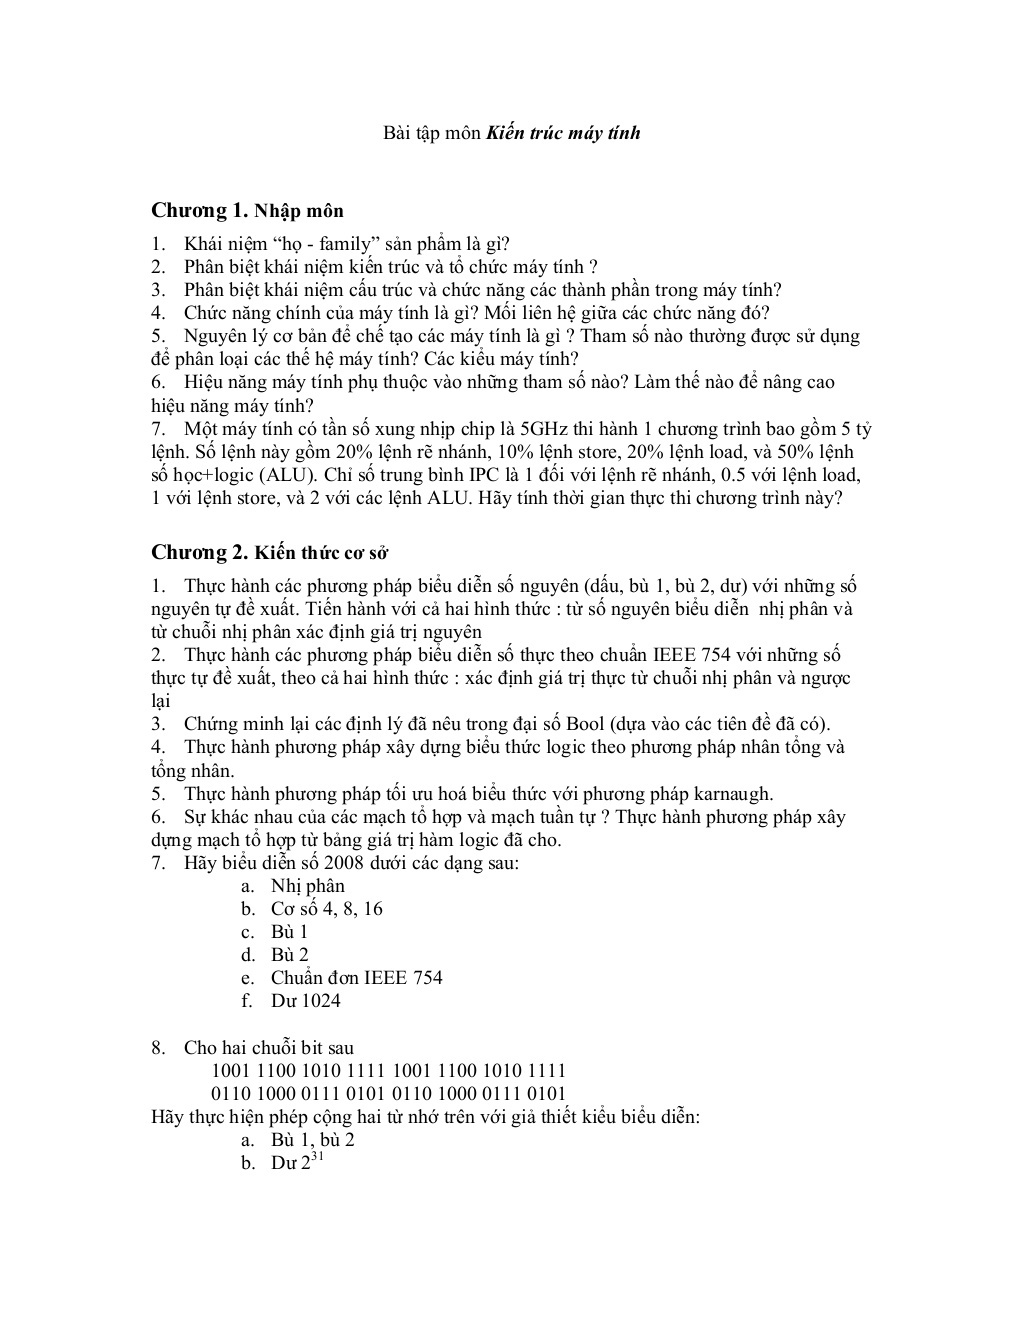 Bài tập môn Kiến trúc máy tính
Chương 1. Nhập môn
1. Khái niệm “họ - family” sản phẩm là gì?
2. Phân biệt khái niệm kiến trúc và tổ chức máy tính ?
3. Phân biệt khái niệm cấu trúc và chức năng các thành phần trong máy tính?
4. Chức năng chính của máy tính là gì? Mối liên hệ giữa các chức năng đó?
5. Nguyên lý cơ bản để chế tạo các máy tính là gì ? Tham số nào thường được sử dụng
để phân loại các thế hệ máy tính? Các kiểu máy tính?
6. Hiệu năng máy tính phụ thuộc vào những tham số nào? Làm thế nào để nâng cao
hiệu năng máy tính?
7. Một máy tính có tần số xung nhịp chip là 5GHz thi hành 1 chương trình bao gồm 5 tỷ
lệnh. Số lệnh này gồm 20% lệnh rẽ nhánh, 10% lệnh store, 20% lệnh load, và 50% lệnh
số học+logic (ALU). Chỉ số trung bình IPC là 1 đối với lệnh rẽ nhánh, 0.5 với lệnh load,
1 với lệnh store, và 2 với các lệnh ALU. Hãy tính thời gian thực thi chương trình này?
Chương 2. Kiến thức cơ sở
1. Thực hành các phương pháp biểu diễn số nguyên (dấu, bù 1, bù 2, dư) với những số
nguyên tự đề xuất. Tiến hành với cả hai hình thức : từ số nguyên biểu diễn nhị phân và
từ chuỗi nhị phân xác định giá trị nguyên
2. Thực hành các phương pháp biểu diễn số thực theo chuẩn IEEE 754 với những số
thực tự đề xuất, theo cả hai hình thức : xác định giá trị thực từ chuỗi nhị phân và ngược
lại
3. Chứng minh lại các định lý đã nêu trong đại số Bool (dựa vào các tiên đề đã có).
4. Thực hành phương pháp xây dựng biểu thức logic theo phương pháp nhân tổng và
tổng nhân.
5. Thực hành phương pháp tối ưu hoá biểu thức với phương pháp karnaugh.
6. Sự khác nhau của các mạch tổ hợp và mạch tuần tự ? Thực hành phương pháp xây
dựng mạch tổ hợp từ bảng giá trị hàm logic đã cho.
7. Hãy biểu diễn số 2008 dưới các dạng sau:
a. Nhị phân
b. Cơ số 4, 8, 16
c. Bù 1
d. Bù 2
e. Chuẩn đơn IEEE 754
f. Dư 1024
8. Cho hai chuỗi bit sau
1001 1100 1010 1111 1001 1100 1010 1111
0110 1000 0111 0101 0110 1000 0111 0101
Hãy thực hiện phép cộng hai từ nhớ trên với giả thiết kiểu biểu diễn:
a. Bù 1, bù 2
b. Dư 2³¹